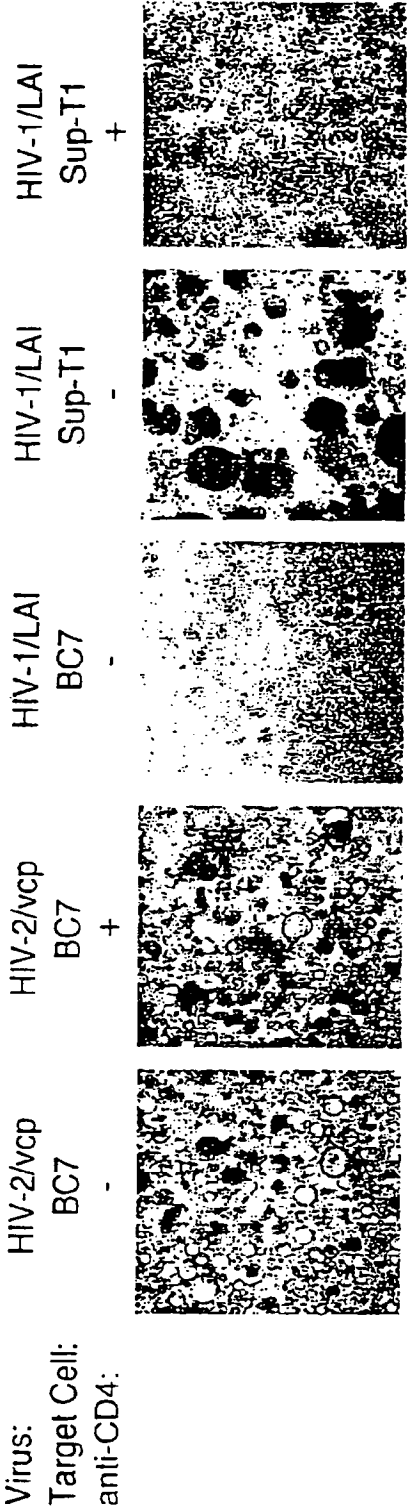 Virus: HIV-2/vcp HIV-2/vcp HIV-1/LAI HIV-1/LAI HIV-1/LAI
Target Cell: BC7 BC7 BC7 Sup-T1 Sup-T1
anti-CD4: - + - - +